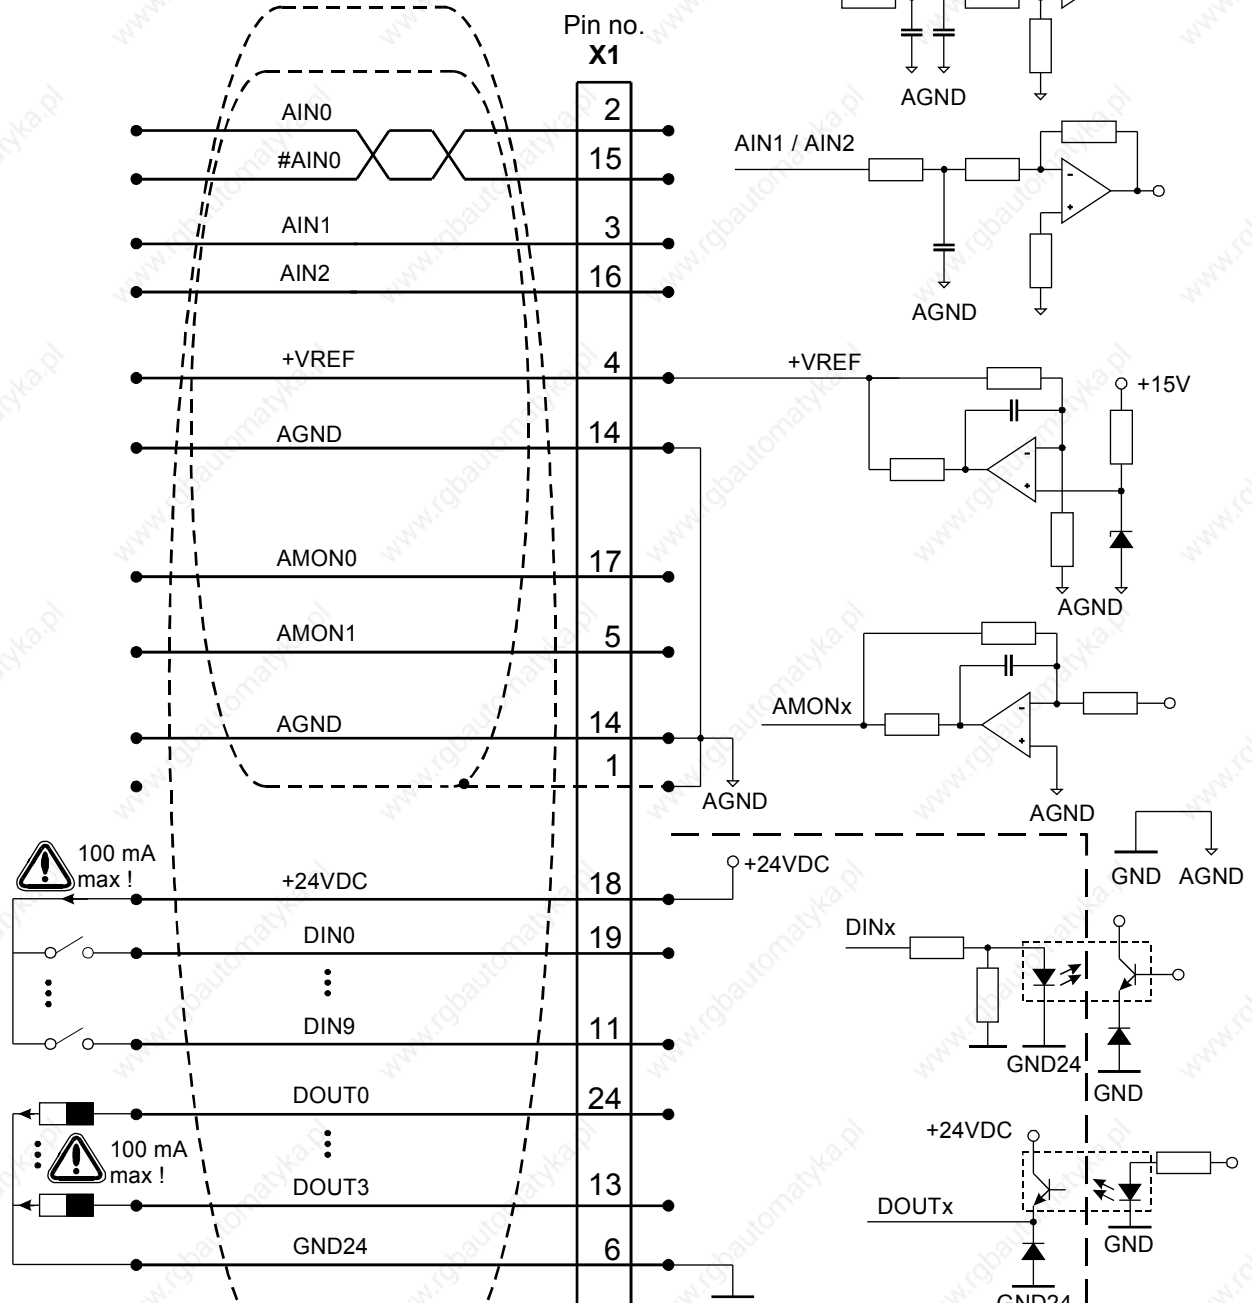 Pin no.
X1
AGND
AIN0
2
#AIN0
15
AIN1 / AIN2
AIN1
3
AIN2
16
AGND
+VREF
4
+VREF
+15V
AGND
14
AMON0
17
AGND
AMON1
5
AMONx
AGND
14
1
AGND
AGND
100 mA
max !
+24VDC
18
+24VDC
GND
AGND
DIN0
19
DINx
DIN9
11
GND24
GND
DOUT0
24
100 mA
max !
+24VDC
DOUT3
13
DOUTx
GND24
6
GND
GND24
www.rgbautomatyka.pl